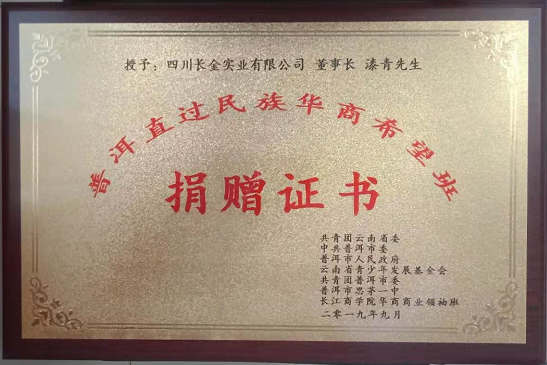 授予：四川长金实业有限公司 董事长 漆青先生
普洱直过民族华商希望班
捐赠证书
共青团云南省委
中共普洱市委
普洱市人民政府
云南省青少年发展基金会
共青团普洱市委
普洱市思茅一中
长江商学院华商商业领袖班
二零一九年九月